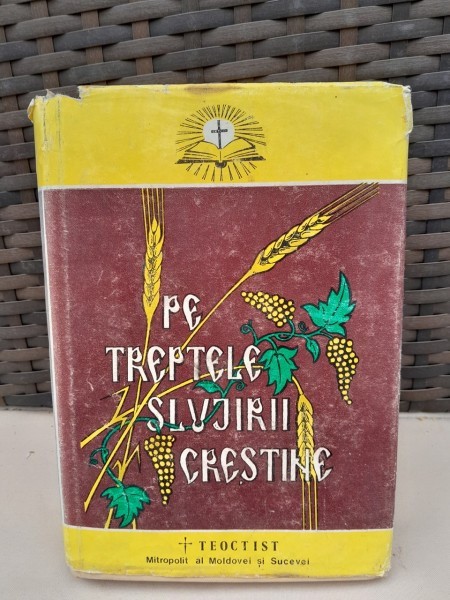 PE
TREPTELE
SLUJIRII
CREȘTINE
† TEOCTIST
Mitropolit al Moldovei și Sucevei